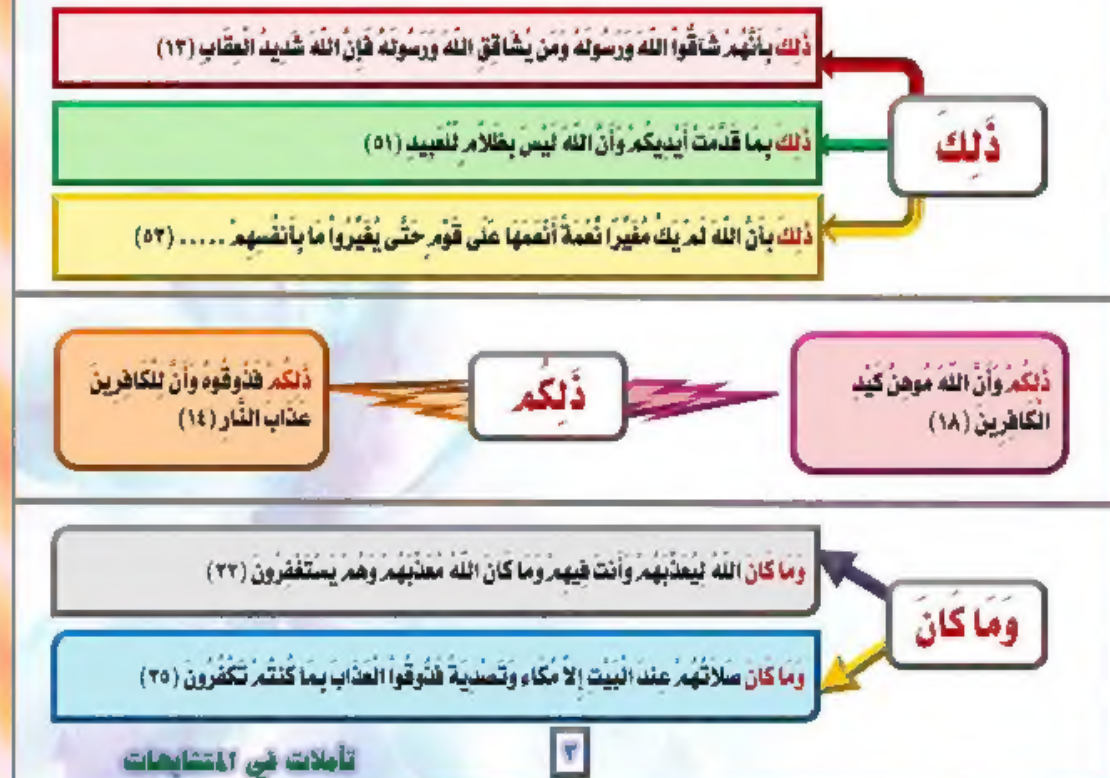 ذَلِكَ بِأَنَّهُمْ شَاقُّواْ اللّهَ وَرَسُولَهُ وَمَن يُشَاقِقِ اللّهَ وَرَسُولَهُ فَإِنَّ اللّهَ شَدِيدُ الْعِقَابِ (١٣)
ذَلِكَ
ذَلِكَ بِمَا قَدَّمَتْ أَيْدِيكُمْ وَأَنَّ اللّهَ لَيْسَ بِظَلاَّمٍ لِّلْعَبِيدِ (٥١)
ذَلِكَ بِأَنَّ اللّهَ لَمْ يَكُ مُغَيِّرًا نِّعْمَةً أَنْعَمَهَا عَلَى قَوْمٍ حَتَّى يُغَيِّرُواْ مَا بِأَنفُسِهِمْ ..... (٥٣)
ذَلِكُمْ وَأَنَّ اللّهَ مُوهِنُ كَيْدِ
الْكَافِرِينَ (١٨)
ذَلِكُم
ذَلِكُمْ فَذُوقُوهُ وَأَنَّ لِلْكَافِرِينَ
عَذَابَ النَّارِ (١٤)
وَمَا كَانَ اللّهُ لِيُعَذِّبَهُمْ وَأَنتَ فِيهِمْ وَمَا كَانَ اللّهُ مُعَذِّبَهُمْ وَهُمْ يَسْتَغْفِرُونَ (٣٣)
وَمَا كَانَ
وَمَا كَانَ صَلاَتُهُمْ عِندَ الْبَيْتِ إِلاَّ مُكَاء وَتَصْدِيَةً فَذُوقُواْ الْعَذَابَ بِمَا كُنتُمْ تَكْفُرُونَ (٣٥)
٣
تأملات في المتشابهات